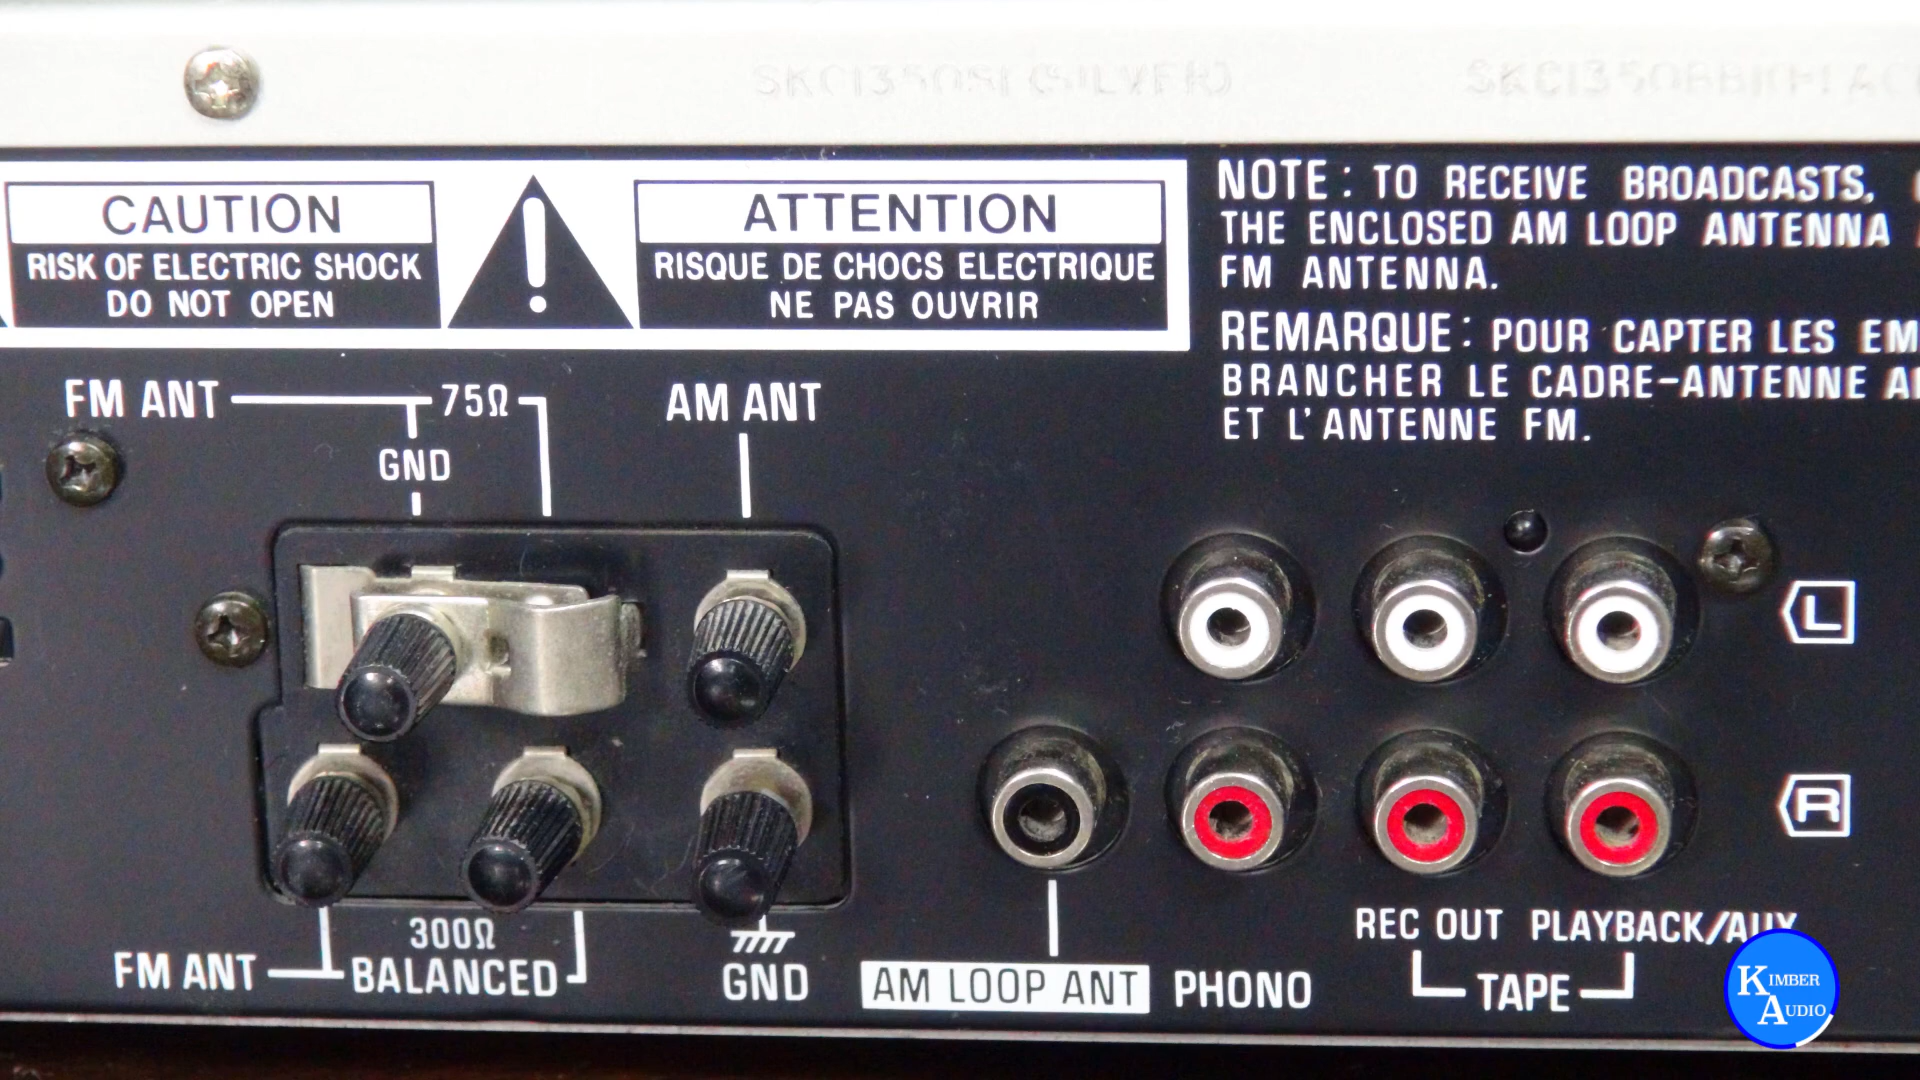 (SILVER)
CAUTION
RISK OF ELECTRIC SHOCK
DO NOT OPEN
ATTENTION
RISQUE DE CHOCS ELECTRIQUE
NE PAS OUVRIR
NOTE: TO RECEIVE BROADCASTS,
THE ENCLOSED AM LOOP ANTENNA
FM ANTENNA.
REMARQUE: POUR CAPTER LES EM
BRANCHER LE CADRE-ANTENNE
ET L'ANTENNE FM.
FM ANT
75Ω
GND
AM ANT
L
R
300Ω
FM ANT
BALANCED
GND
AM LOOP ANT
PHONO
REC OUT
PLAYBACK/AUX
TAPE
KIMBER
AUDIO